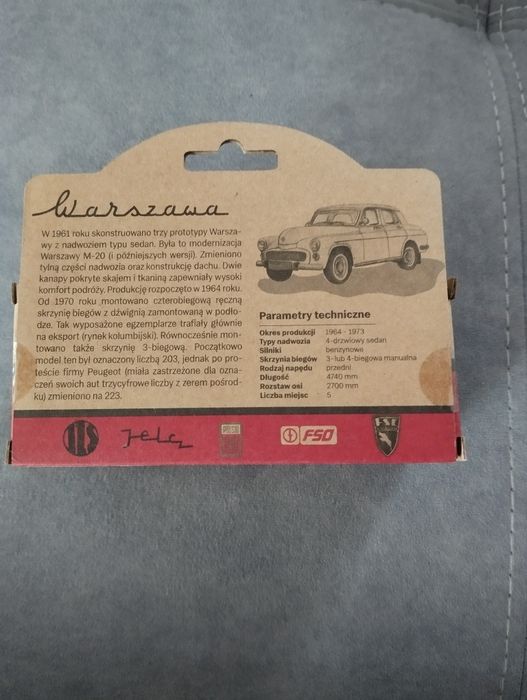 Warszawa
W 1961 roku skonstruowano trzy prototypy Warsza-
wy z nadwoziem typu sedan. Była to modernizacja
Warszawy M-20 (i późniejszych wersji). Zmieniono
tylną części nadwozia oraz konstrukcję dachu. Dwie
kanapy pokryte skajem i tkaniną zapewniały wysoki
komfort podróży. Produkcję rozpoczęto w 1964 roku.
Od 1970 roku montowano czterobiegową ręczną
skrzynię biegów z dźwignią zamontowaną w podło-
dze. Tak wyposażone egzemplarze trafiały głównie
na eksport (rynek kolumbijski). Równocześnie mon-
towano także skrzynię 3-biegową. Początkowo
model ten był oznaczony liczbą 203, jednak po pro-
teście firmy Peugeot (miała zastrzeżone dla ozna-
czeń swoich aut trzycyfrowe liczby z zerem pośrod-
ku) zmieniono na 223.
Parametry techniczne
Okres produkcji 1964 - 1973
Typy nadwozia 4-drzwiowy sedan
Silniki benzynowe
Skrzynia biegów 3- lub 4-biegowa manualna
Rodzaj napędu przedni
Długość 4740 mm
Rozstaw osi 2700 mm
Liczba miejsc 5
Jelcz
FSO